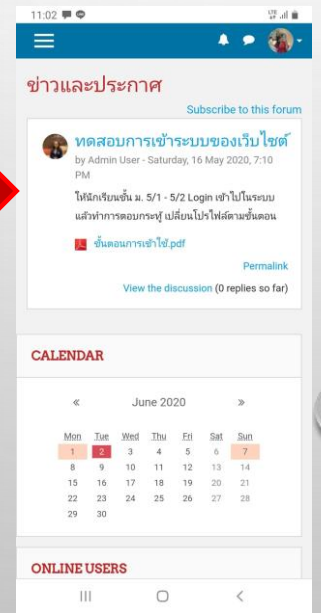 11:02
LTE
ข่าวและประกาศ
Subscribe to this forum
ทดสอบการเข้าระบบของเว็บไซต์
by Admin User - Saturday, 16 May 2020, 7:10
PM
ให้นักเรียนชั้น ม. 5/1 - 5/2 Login เข้าไปในระบบ
แล้วทำการตอบกระทู้ เปลี่ยนโปรไฟล์ตามขั้นตอน
ขั้นตอนการเข้าใช้.pdf
Permalink
View the discussion (0 replies so far)
CALENDAR
« June 2020 »
Mon Tue Wed Thu Fri Sat Sun
1 2 3 4 5 6 7
8 9 10 11 12 13 14
15 16 17 18 19 20 21
22 23 24 25 26 27 28
29 30
ONLINE USERS